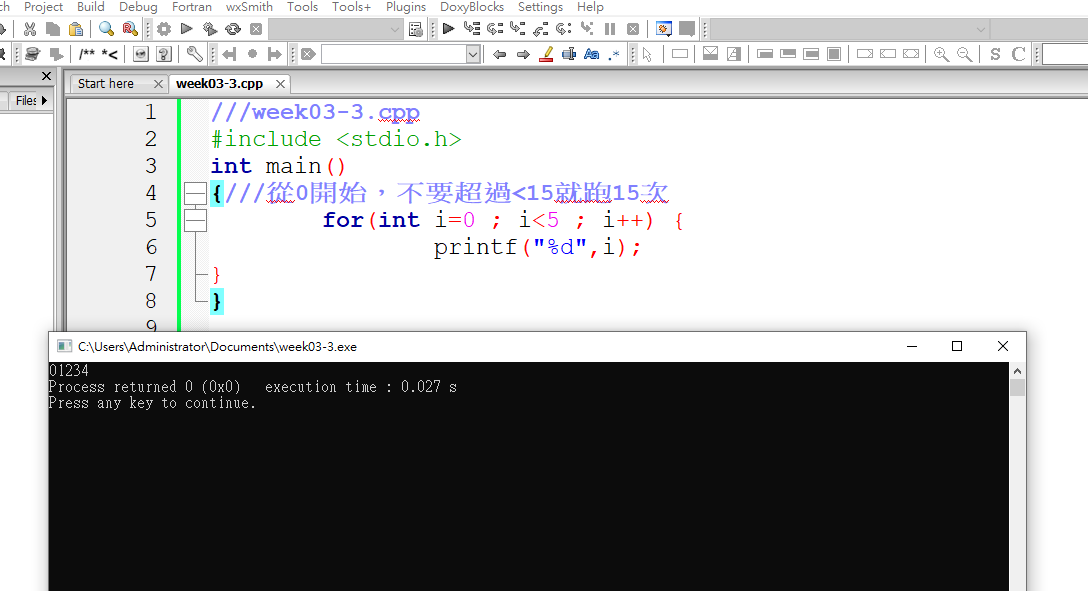 Project Build Debug Fortran wxSmith Tools Tools+ Plugins DoxyBlocks Settings Help
/** *<
S C
Start here week03-3.cpp
Files
1 ///week03-3.cpp
2 #include <stdio.h>
3 int main()
4 {///從0開始，不要超過<15就跑15次
5 for(int i=0 ; i<5 ; i++) {
6 printf("%d",i);
7 }
8 }
9
C:\Users\Administrator\Documents\week03-3.exe
01234
Process returned 0 (0x0)   execution time : 0.027 s
Press any key to continue.